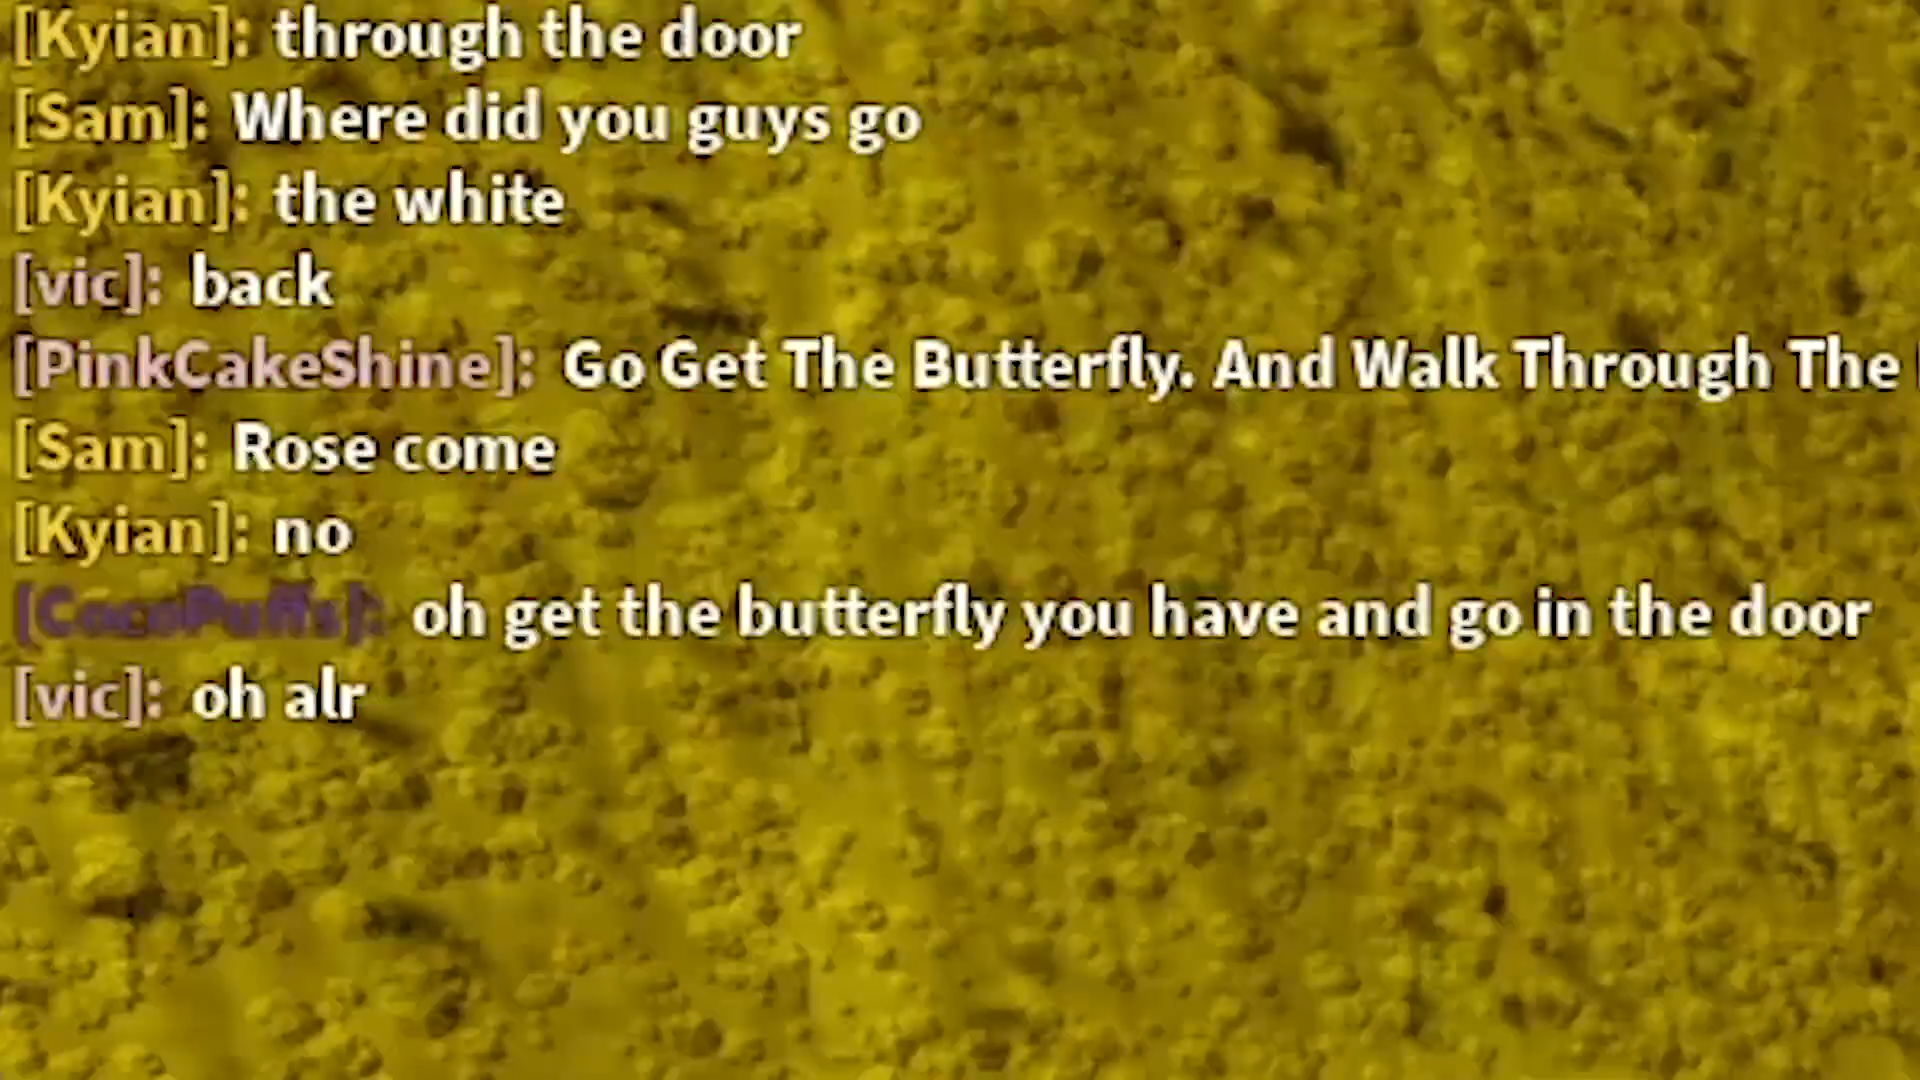 [Kyian]: through the door
[Sam]: Where did you guys go
[Kyian]: the white
[vic]: back
[PinkCakeShine]: Go Get The Butterfly. And Walk Through The
[Sam]: Rose come
[Kyian]: no
[CocoPuffs]: oh get the butterfly you have and go in the door
[vic]: oh alr